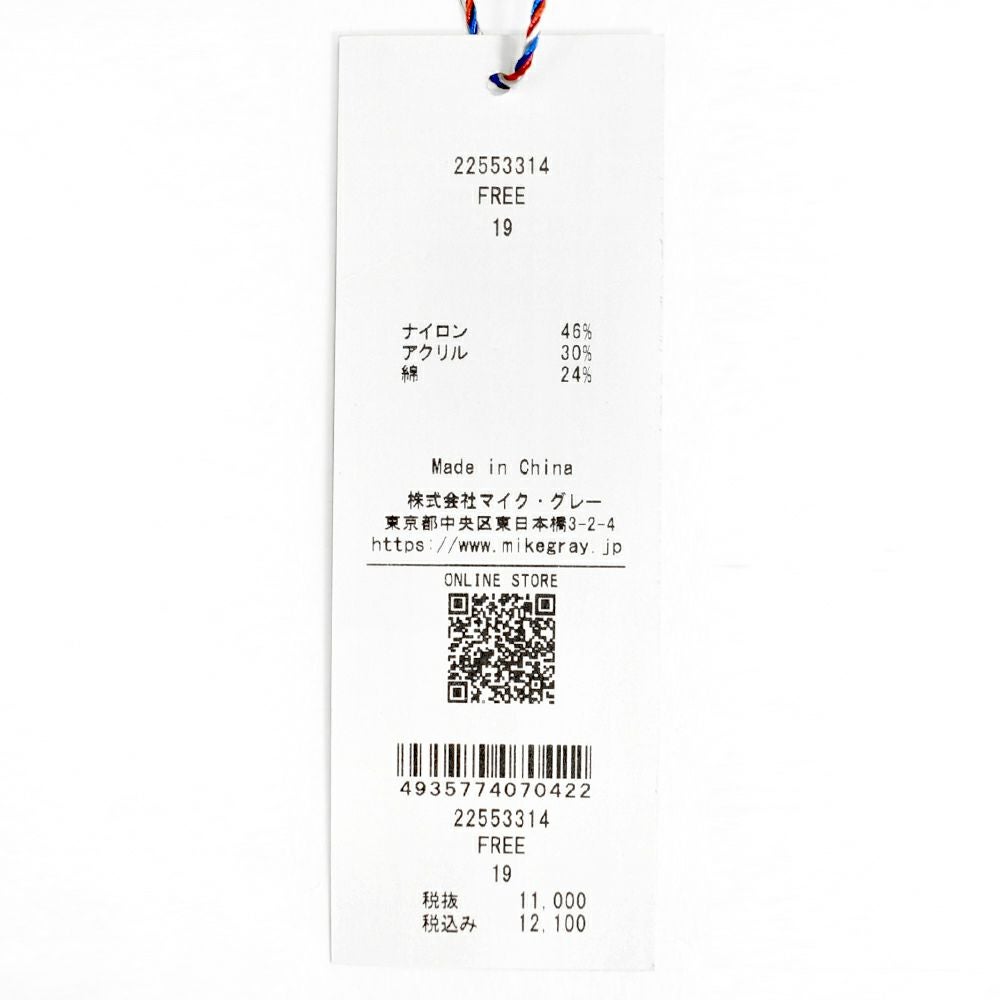 22553314
FREE
19
ナイロン 46%
アクリル 30%
綿 24%
Made in China
株式会社マイク・グレー
東京都中央区東日本橋3-2-4
https://www.mikegray.jp
ONLINE STORE
4935774070422
22553314
FREE
19
税抜 11,000
税込み 12,100